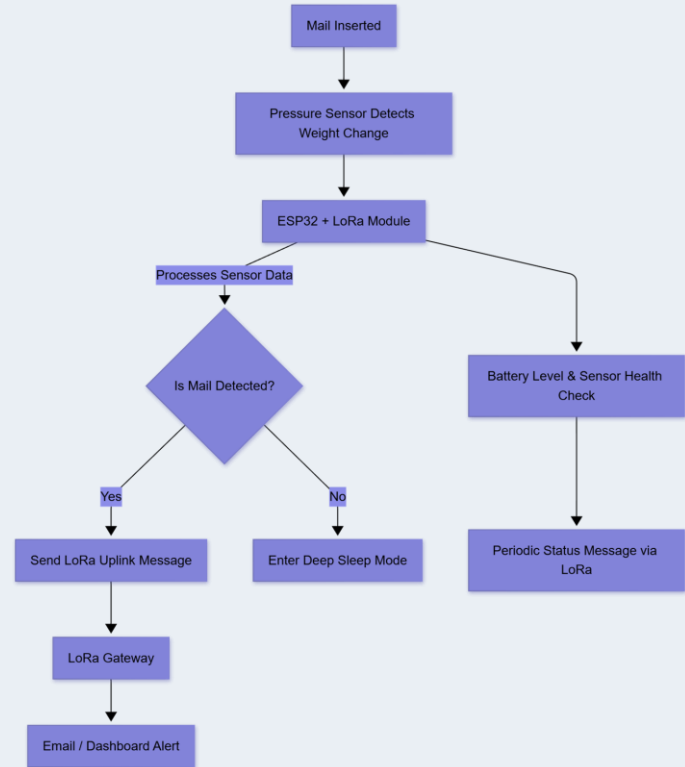 Mail Inserted
Pressure Sensor Detects
Weight Change
ESP32 + LoRa Module
Processes Sensor Data
Is Mail Detected?
Battery Level & Sensor Health
Check
Yes
No
Send LoRa Uplink Message
Enter Deep Sleep Mode
Periodic Status Message via
LoRa
LoRa Gateway
Email / Dashboard Alert